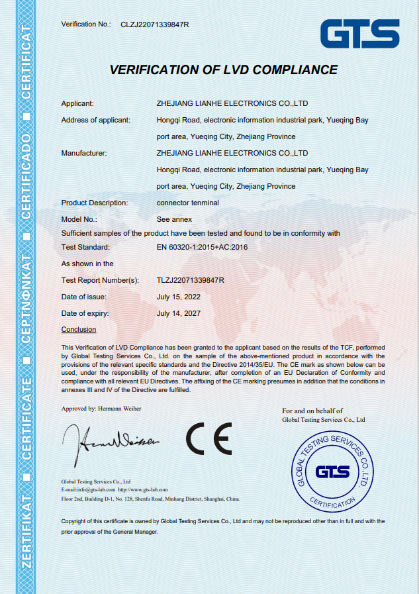 Verification No.: CLZJ22071339847R
GTS
VERIFICATION OF LVD COMPLIANCE
Applicant: ZHEJIANG LIANHE ELECTRONICS CO.,LTD
Address of applicant: Hongqi Road, electronic information industrial park, Yueqing Bay
port area, Yueqing City, Zhejiang Province
Manufacturer: ZHEJIANG LIANHE ELECTRONICS CO.,LTD
Hongqi Road, electronic information industrial park, Yueqing Bay
port area, Yueqing City, Zhejiang Province
Product Description: connector tenminal
Model No.: See annex
Sufficient samples of the product have been tested and found to be in conformity with
Test Standard: EN 60320-1:2015+AC:2016
As shown in the
Test Report Number(s): TLZJ22071339847R
Date of issue: July 15, 2022
Date of expiry: July 14, 2027
Conclusion
This Verification of LVD Compliance has been granted to the applicant based on the results of the TCF, performed
by Global Testing Services Co., Ltd, on the sample of the above-mentioned product in accordance with the
provisions of the relevant specific standards and the Directive 2014/35/EU. The CE mark as shown below can be
used, under the responsibility of the manufacturer, after completion of an EU Declaration of Conformity and
compliance with all relevant EU Directives. The affixing of the CE marking presumes in addition that the conditions in
annexes III and IV of the Directive are fulfilled.
Approved by: Hermann Weiher
CE
For and on behalf of
Global Testing Services Co., Ltd
GLOBAL TESTING SERVICES CO.,LTD
GTS
CERTIFICATION
Global Testing Services Co., Ltd
http://www.gts-lab.com
Floor 2nd, Building D-1, No. 128, Shenfu Road, Minhang District, Shanghai, China.
Copyright of this certificate is owned by Global Testing Services Co., Ltd and may not be reproduced other than in full and with the
prior approval of the General Manager.
ZERTIFIKAT CERTIFICATE CEPTNФNKAT CERTIFICADO CERTIFICAT